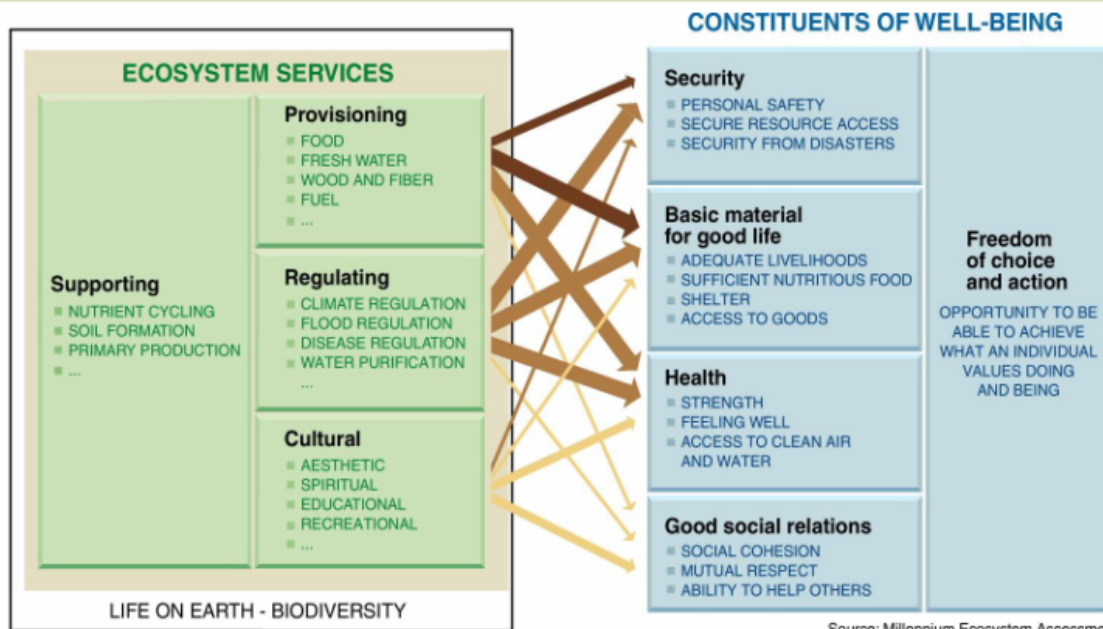 CONSTITUENTS OF WELL-BEING
ECOSYSTEM SERVICES
Supporting
NUTRIENT CYCLING
SOIL FORMATION
PRIMARY PRODUCTION
...
Provisioning
FOOD
FRESH WATER
WOOD AND FIBER
FUEL
...
Regulating
CLIMATE REGULATION
FLOOD REGULATION
DISEASE REGULATION
WATER PURIFICATION
...
Cultural
AESTHETIC
SPIRITUAL
EDUCATIONAL
RECREATIONAL
...
LIFE ON EARTH - BIODIVERSITY
Security
PERSONAL SAFETY
SECURE RESOURCE ACCESS
SECURITY FROM DISASTERS
Basic material
for good life
ADEQUATE LIVELIHOODS
SUFFICIENT NUTRITIOUS FOOD
SHELTER
ACCESS TO GOODS
Health
STRENGTH
FEELING WELL
ACCESS TO CLEAN AIR
AND WATER
Good social relations
SOCIAL COHESION
MUTUAL RESPECT
ABILITY TO HELP OTHERS
Freedom
of choice
and action
OPPORTUNITY TO BE
ABLE TO ACHIEVE
WHAT AN INDIVIDUAL
VALUES DOING
AND BEING
Source: Millennium Ecosystem